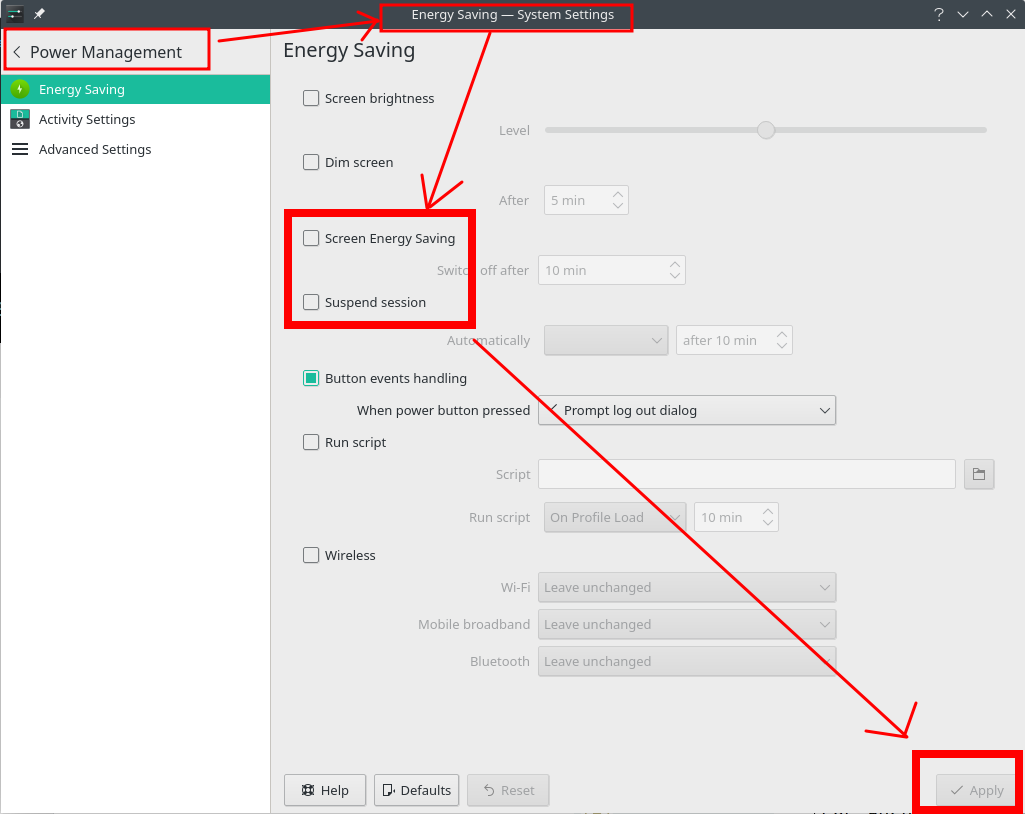 Energy Saving — System Settings
Power Management
Energy Saving
Activity Settings
Advanced Settings
Energy Saving
Screen brightness
Level
Dim screen
After 5 min
Screen Energy Saving
Switch off after 10 min
Suspend session
Automatically after 10 min
Button events handling
When power button pressed Prompt log out dialog
Run script
Script
Run script On Profile Load 10 min
Wireless
Wi-Fi Leave unchanged
Mobile broadband Leave unchanged
Bluetooth Leave unchanged
Help Defaults Reset Apply